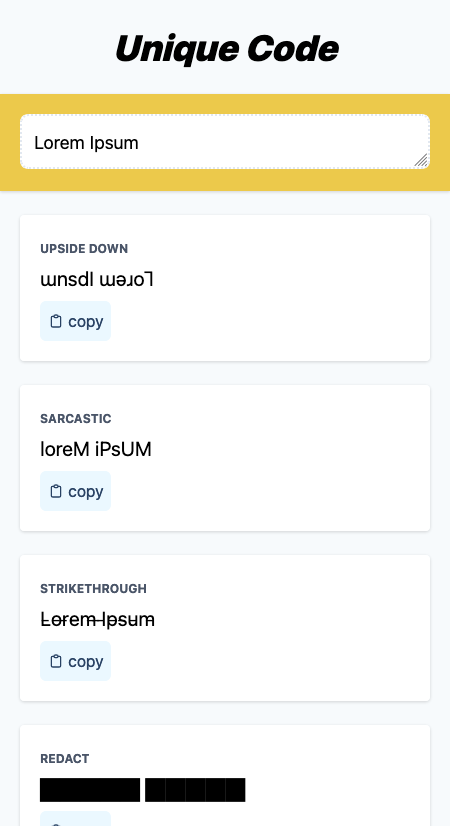 Unique Code
Lorem Ipsum
UPSIDE DOWN
ɯnsdI ɯǝɹo⅂
copy
SARCASTIC
loreM iPsUM
copy
STRIKETHROUGH
L̶o̶r̶e̶m̶ ̶I̶p̶s̶u̶m̶
copy
REDACT
█████ █████